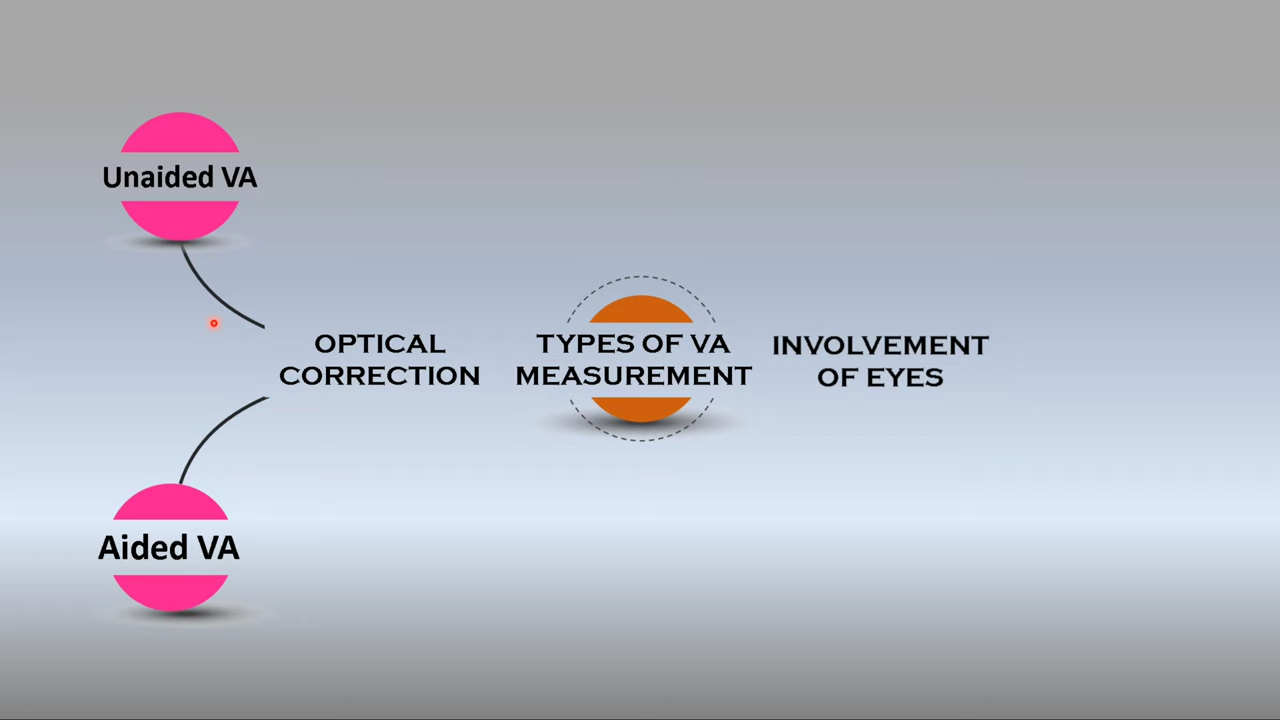 Unaided VA
OPTICAL
CORRECTION
TYPES OF VA
MEASUREMENT
INVOLVEMENT
OF EYES
Aided VA